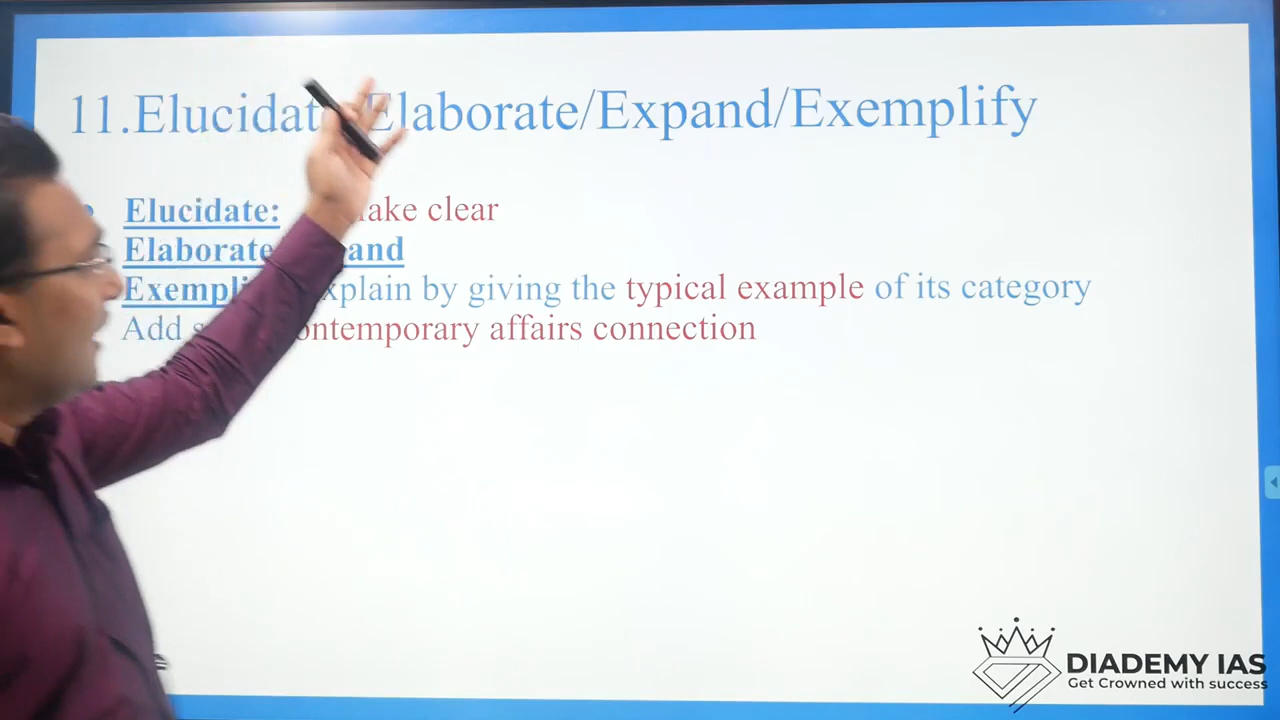 11.Elucidat Elaborate/Expand/Exemplify
Elucidate: ake clear
Elaborate and
Exempli xplain by giving the typical example of its category
Add s ontemporary affairs connection
DIADEMY IAS
Get Crowned with success